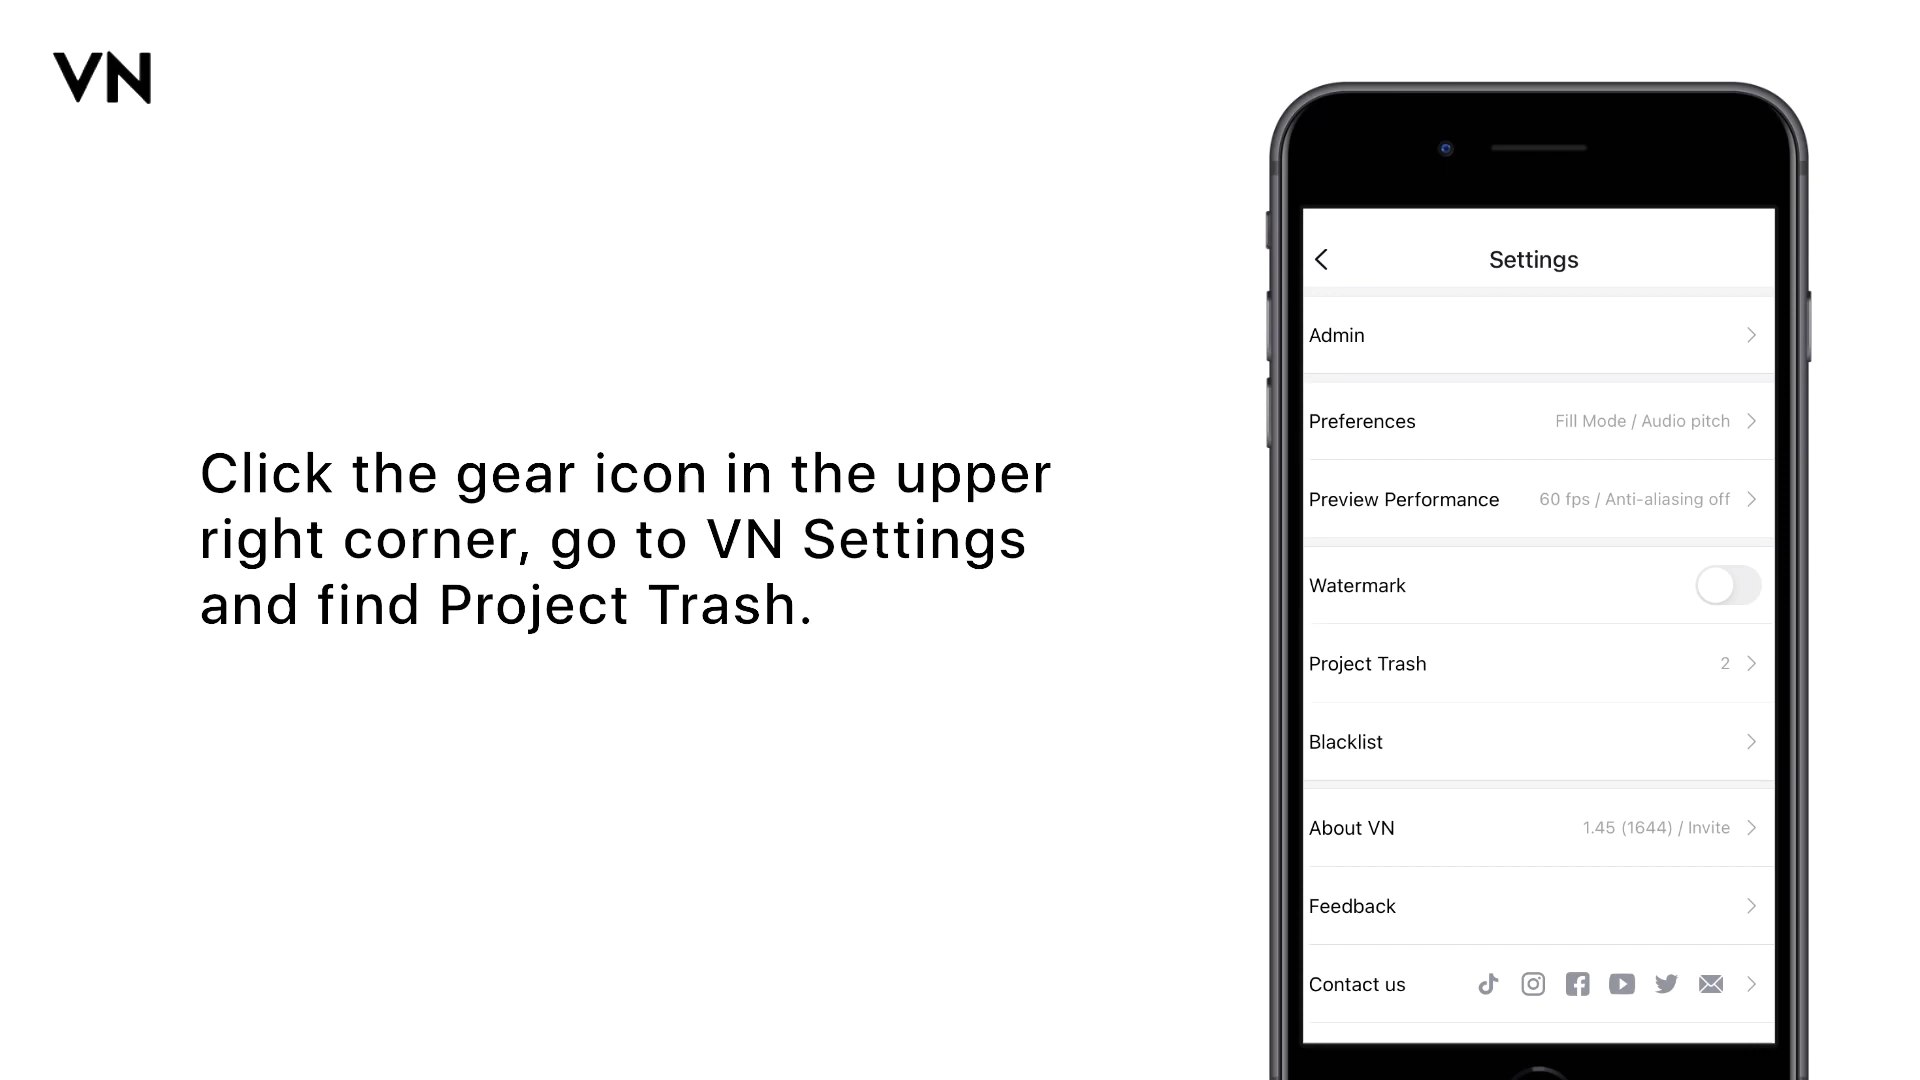 VN
Click the gear icon in the upper
right corner, go to VN Settings
and find Project Trash.
Settings
Admin
Preferences Fill Mode / Audio pitch
Preview Performance 60 fps / Anti-aliasing off
Watermark
Project Trash 2
Blacklist
About VN 1.45 (1644) / Invite
Feedback
Contact us